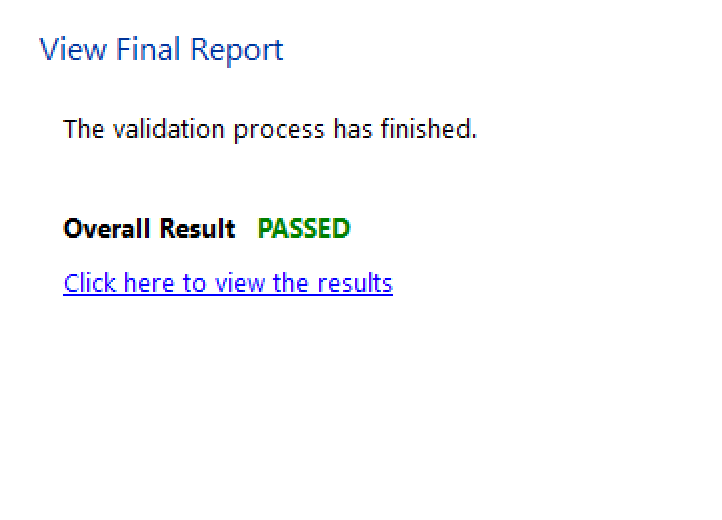 View Final Report
The validation process has finished.
Overall Result PASSED
Click here to view the results